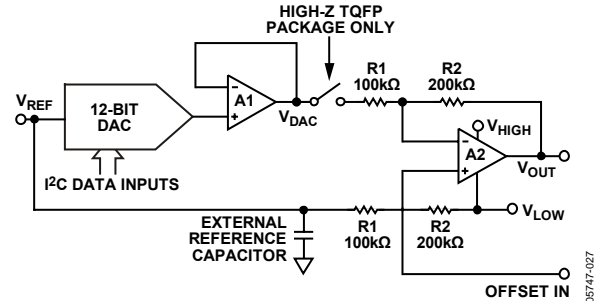 HIGH-Z TQFP
PACKAGE ONLY
VREF
12-BIT
DAC
I2C DATA INPUTS
–
+
A1
VDAC
R1
100kΩ
R2
200kΩ
VHIGH
–
+
A2
VOUT
EXTERNAL
REFERENCE
CAPACITOR
R1
100kΩ
R2
200kΩ
VLOW
OFFSET IN
05747-027